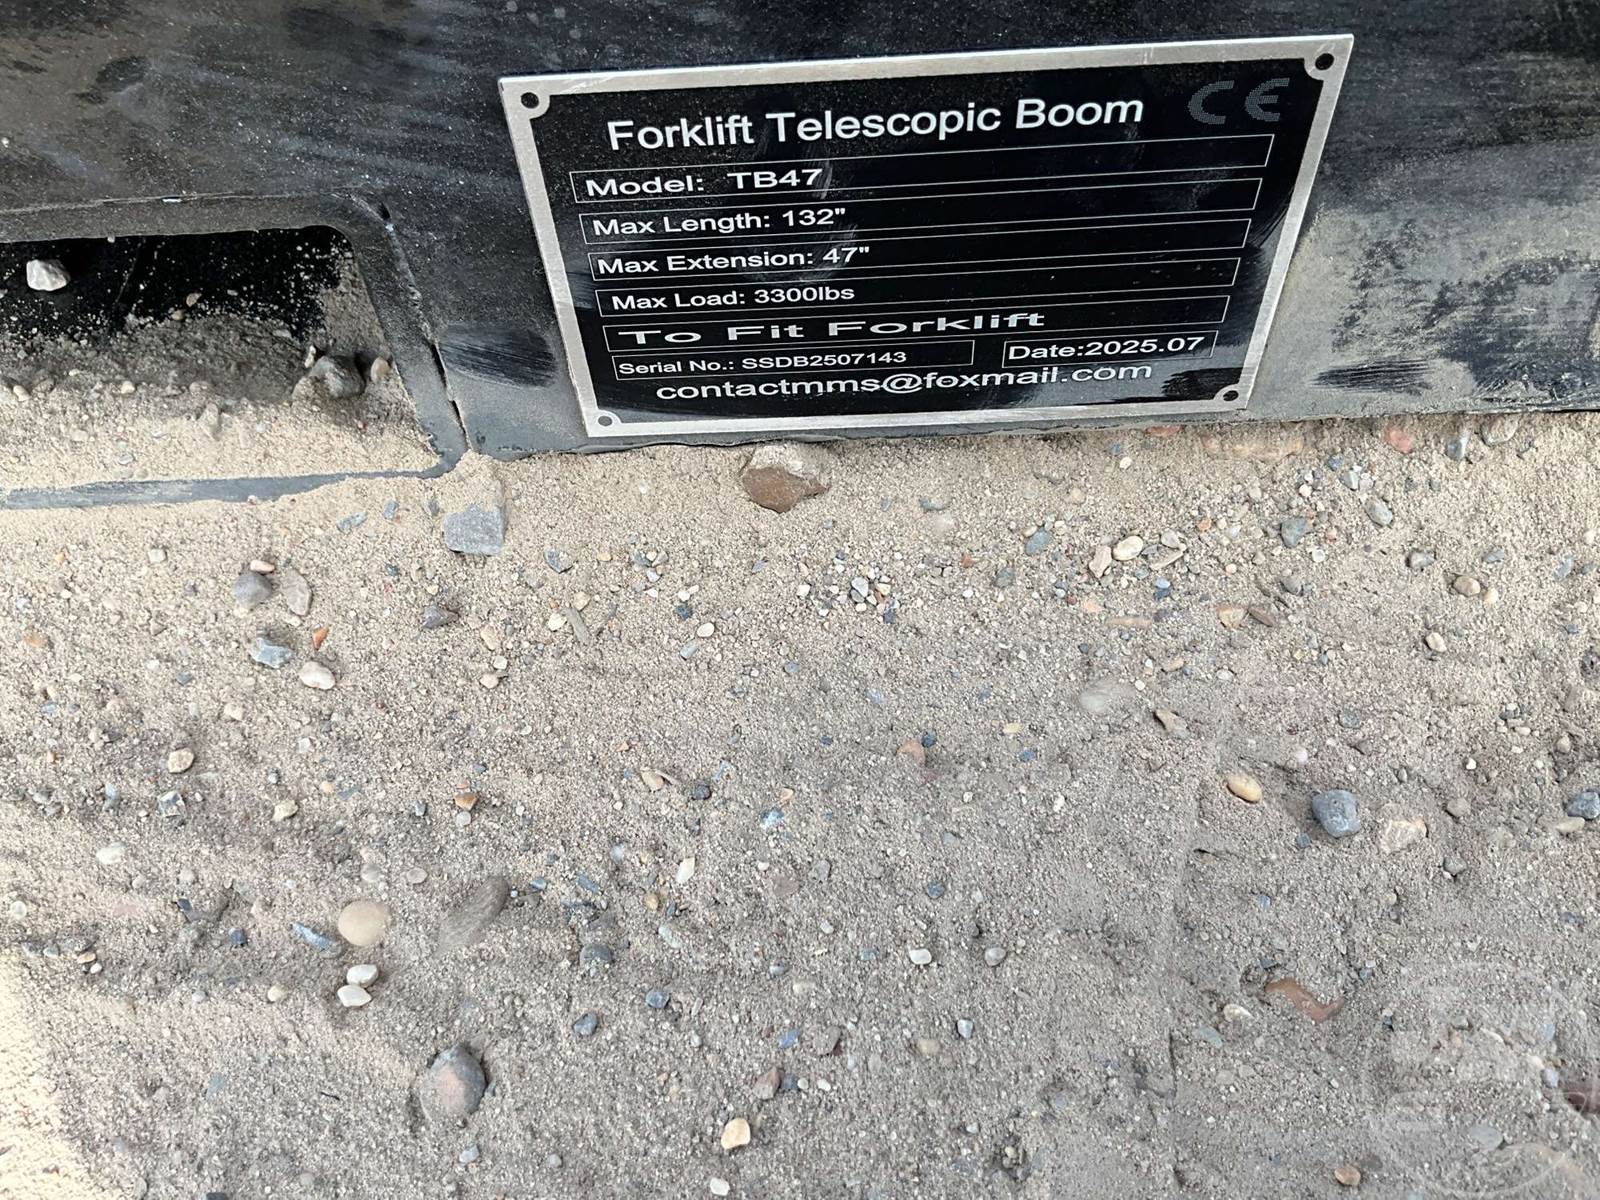 Forklift Telescopic Boom CE
Model: TB47
Max Length: 132"
Max Extension: 47"
Max Load: 3300lbs
To Fit Forklift
Serial No.: SSDB2507143 Date:2025.07
contactmms@foxmail.com